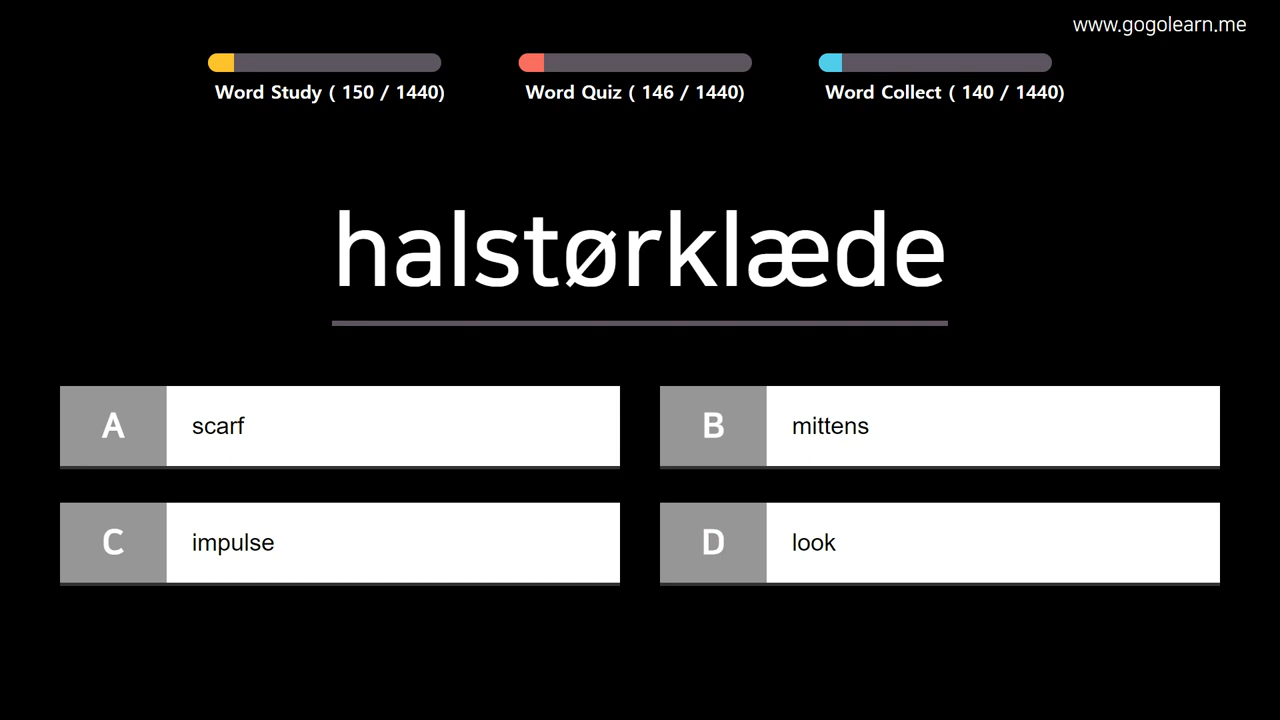 www.gogolearn.me
Word Study ( 150 / 1440)
Word Quiz ( 146 / 1440)
Word Collect ( 140 / 1440)
halstørklæde
A scarf
B mittens
C impulse
D look